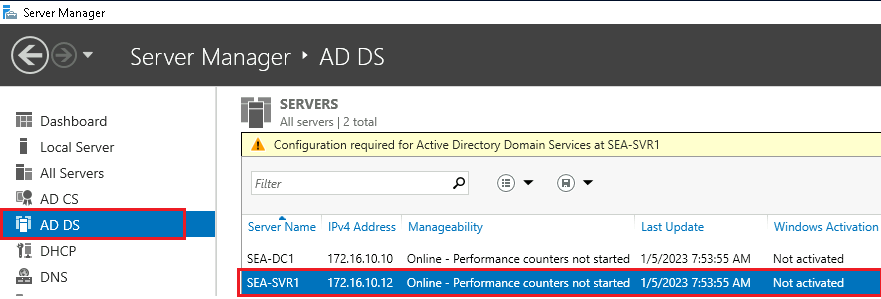 Server Manager
Server Manager • AD DS
Dashboard
Local Server
All Servers
AD CS
AD DS
DHCP
DNS
SERVERS
All servers | 2 total
Configuration required for Active Directory Domain Services at SEA-SVR1
Filter
Server Name IPv4 Address Manageability Last Update Windows Activation
SEA-DC1 172.16.10.10 Online - Performance counters not started 1/5/2023 7:53:55 AM Not activated
SEA-SVR1 172.16.10.12 Online - Performance counters not started 1/5/2023 7:53:55 AM Not activated